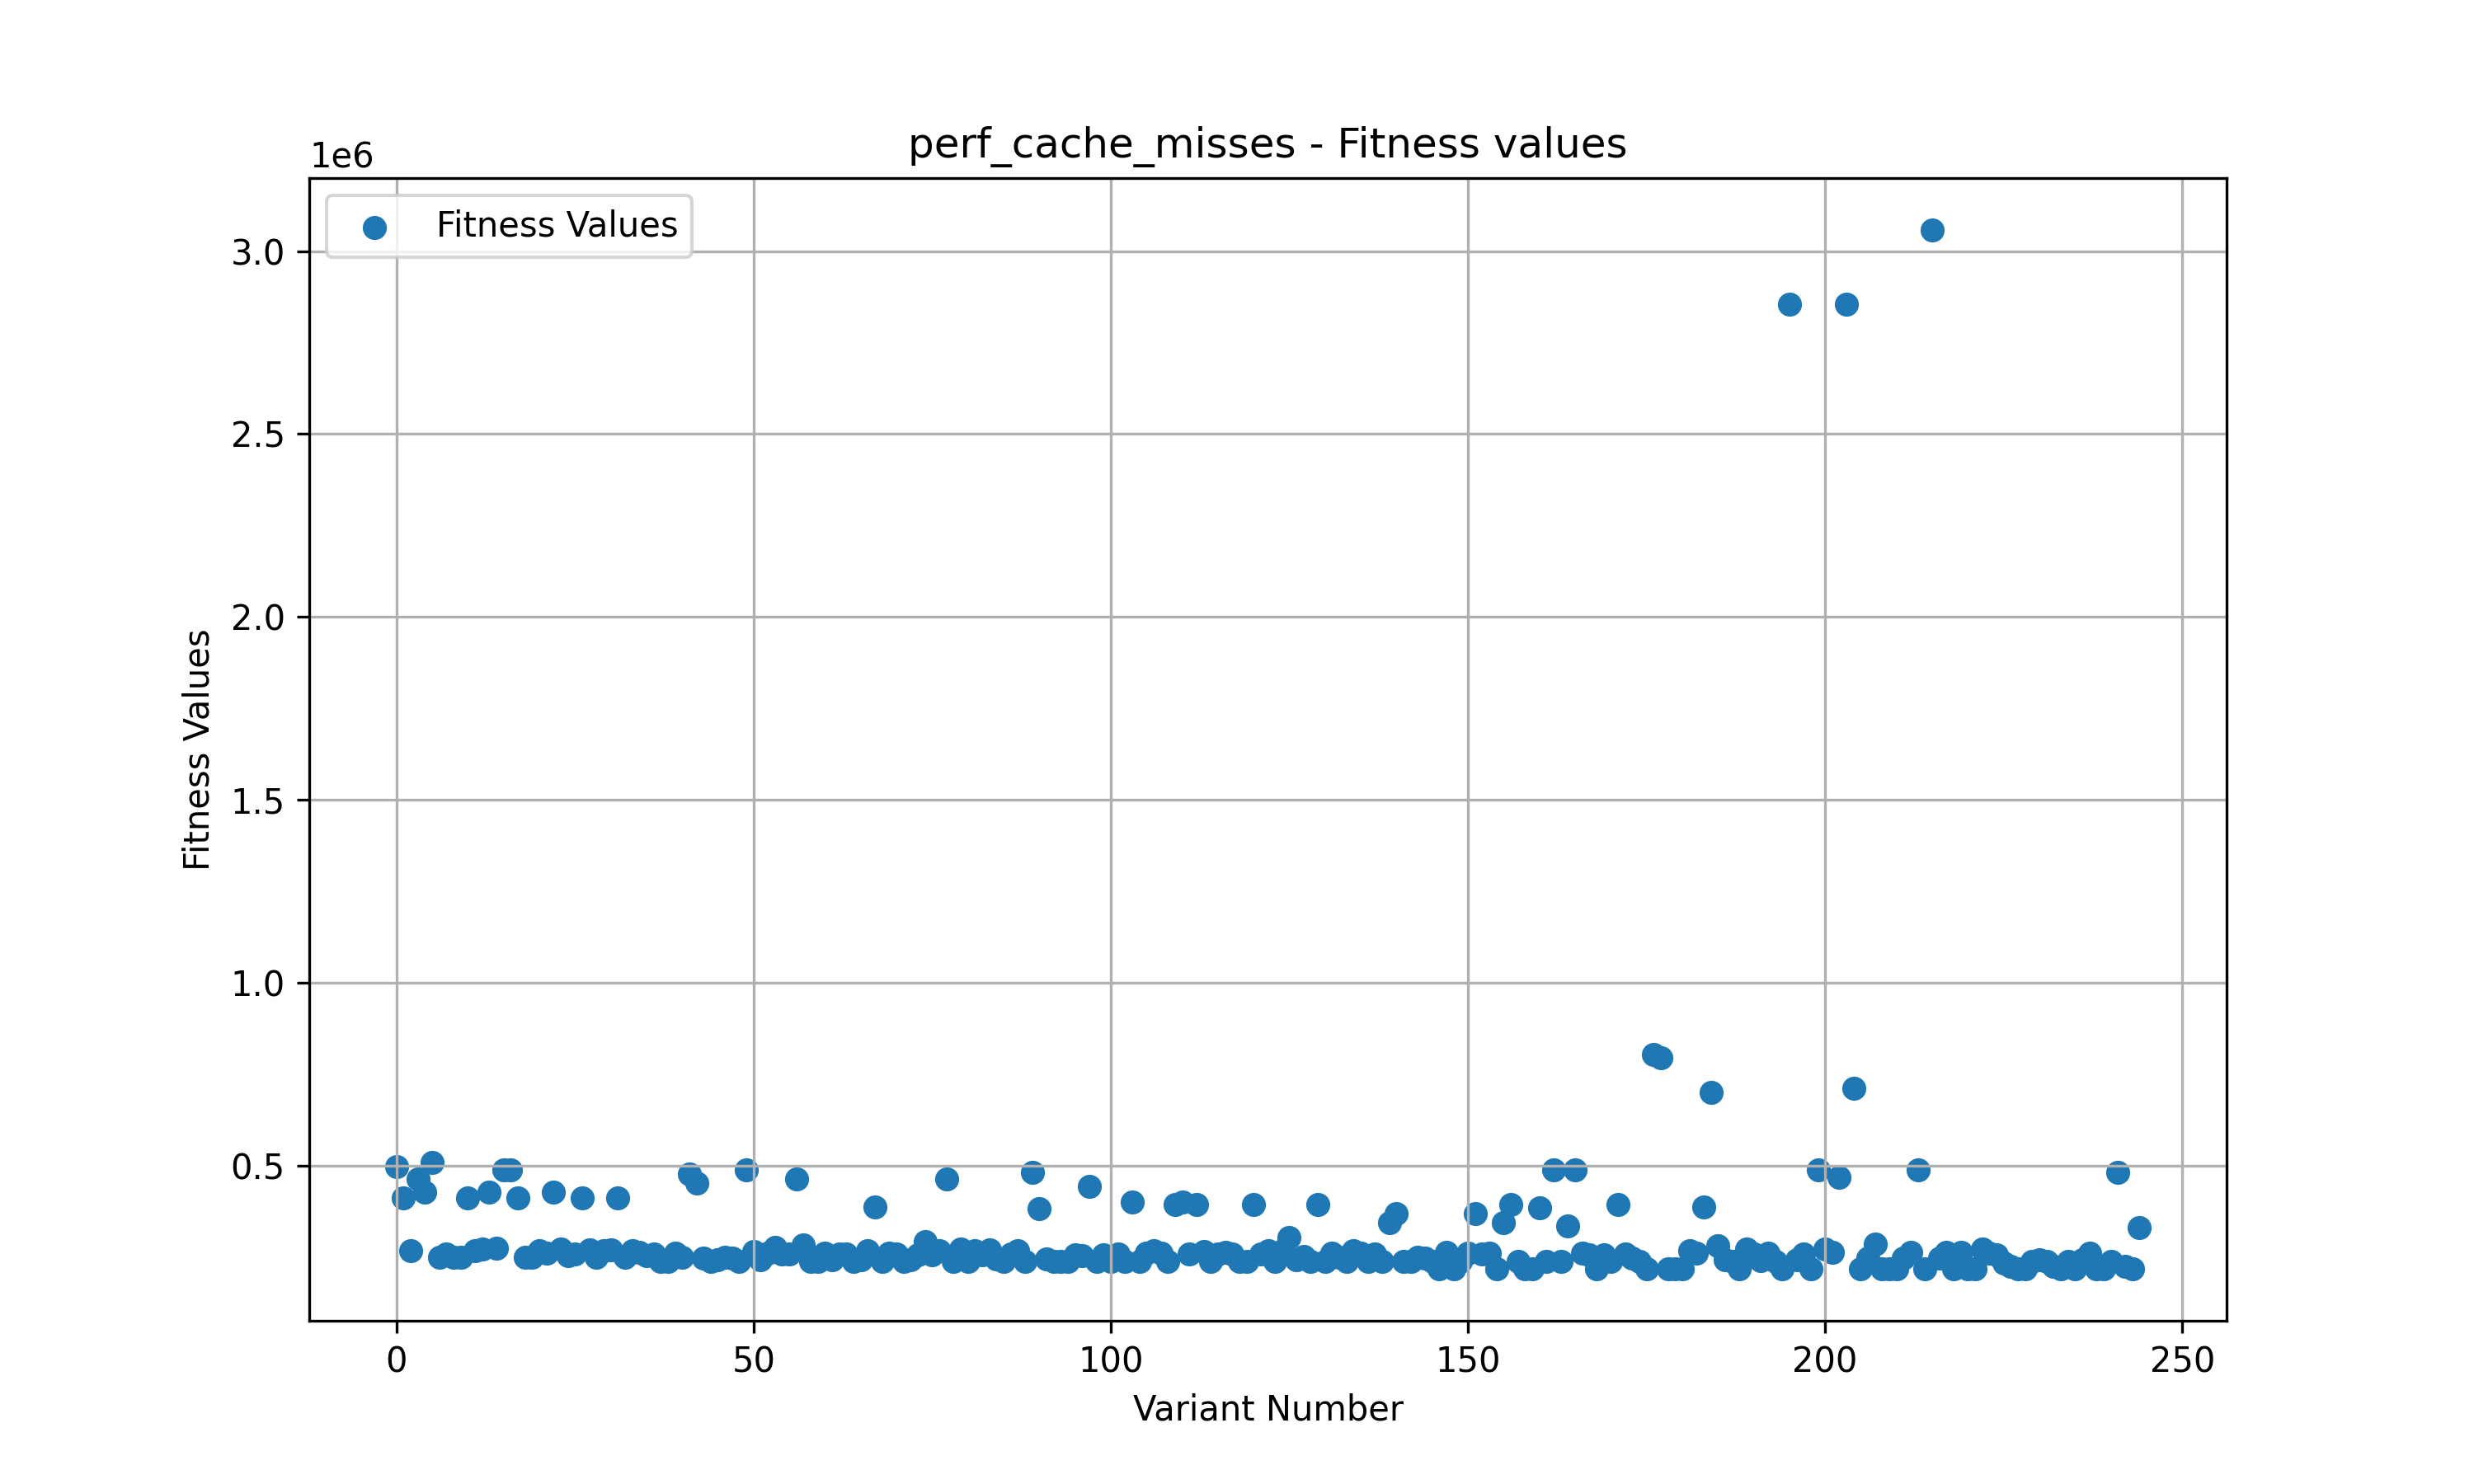 perf_cache_misses - Fitness values
1e6
Fitness Values
3.0
2.5
2.0
1.5
1.0
0.5
Fitness Values
0 50 100 150 200 250
Variant Number